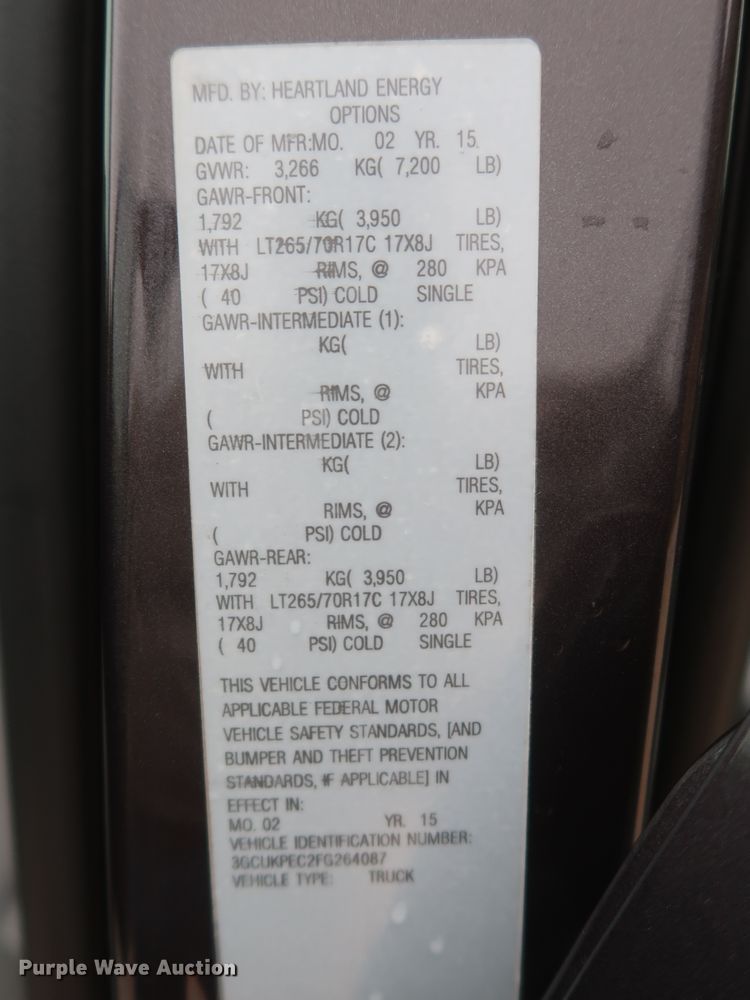 MFD. BY: HEARTLAND ENERGY
OPTIONS
DATE OF MFR:MO. 02 YR. 15
GVWR: 3,266 KG( 7,200 LB)
GAWR-FRONT:
1,792 KG( 3,950 LB)
WITH LT265/70R17C 17X8J TIRES,
17X8J RIMS, @ 280 KPA
( 40 PSI) COLD SINGLE
GAWR-INTERMEDIATE (1):
KG( LB)
WITH TIRES,
RIMS, @ KPA
( PSI) COLD
GAWR-INTERMEDIATE (2):
KG( LB)
WITH TIRES,
RIMS, @ KPA
( PSI) COLD
GAWR-REAR:
1,792 KG( 3,950 LB)
WITH LT265/70R17C 17X8J TIRES,
17X8J RIMS, @ 280 KPA
( 40 PSI) COLD SINGLE
THIS VEHICLE CONFORMS TO ALL
APPLICABLE FEDERAL MOTOR
VEHICLE SAFETY STANDARDS, [AND
BUMPER AND THEFT PREVENTION
STANDARDS, IF APPLICABLE] IN
EFFECT IN:
MO. 02 YR. 15
VEHICLE IDENTIFICATION NUMBER:
3GCUKPEC2FG264087
VEHICLE TYPE: TRUCK
Purple Wave Auction